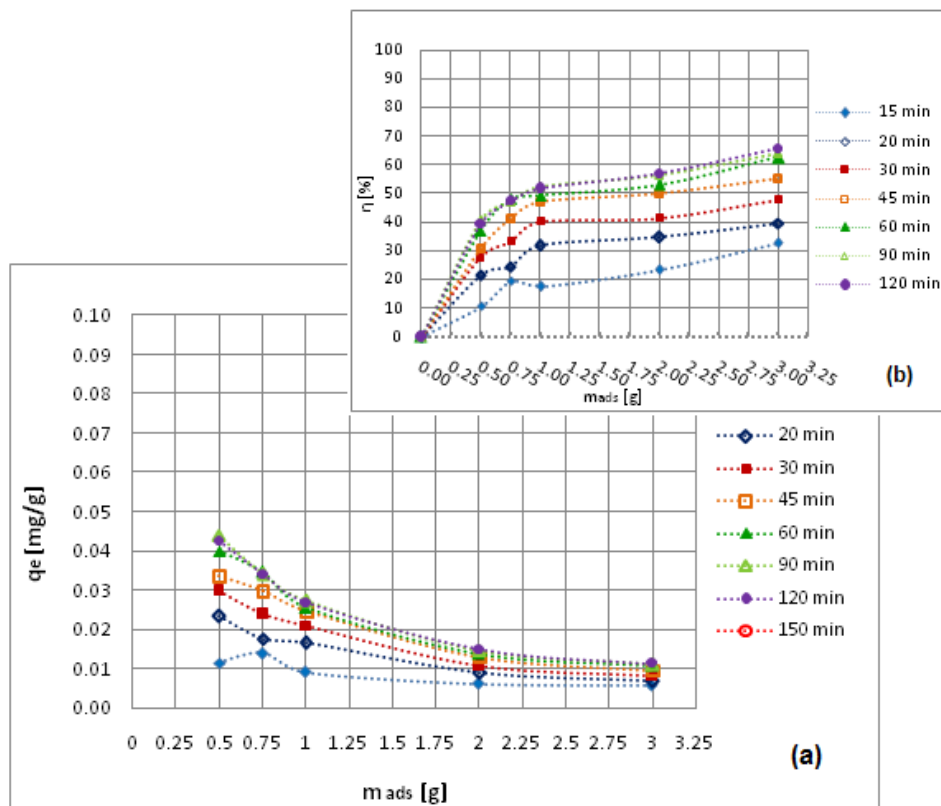 100
90
80
70
60
50
40
30
20
10
0
η [%]
0.00 0.25 0.50 0.75 1.00 1.25 1.50 1.75 2.00 2.25 2.50 2.75 3.00 3.25
mads [g]
(b)
15 min
20 min
30 min
45 min
60 min
90 min
120 min
0.10
0.09
0.08
0.07
0.06
0.05
0.04
0.03
0.02
0.01
0.00
qe [mg/g]
0 0.25 0.5 0.75 1 1.25 1.5 1.75 2 2.25 2.5 2.75 3 3.25
m ads [g]
(a)
20 min
30 min
45 min
60 min
90 min
120 min
150 min